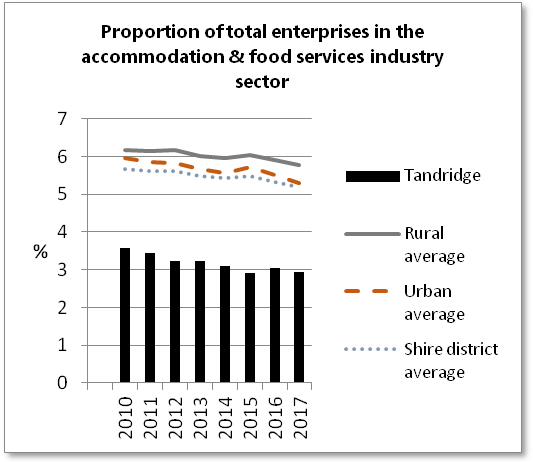 Proportion of total enterprises in the
accommodation & food services industry
sector
7
6
5
4
3
2
1
0
%
2010
2011
2012
2013
2014
2015
2016
2017
Tandridge
Rural
average
Urban
average
Shire district
average